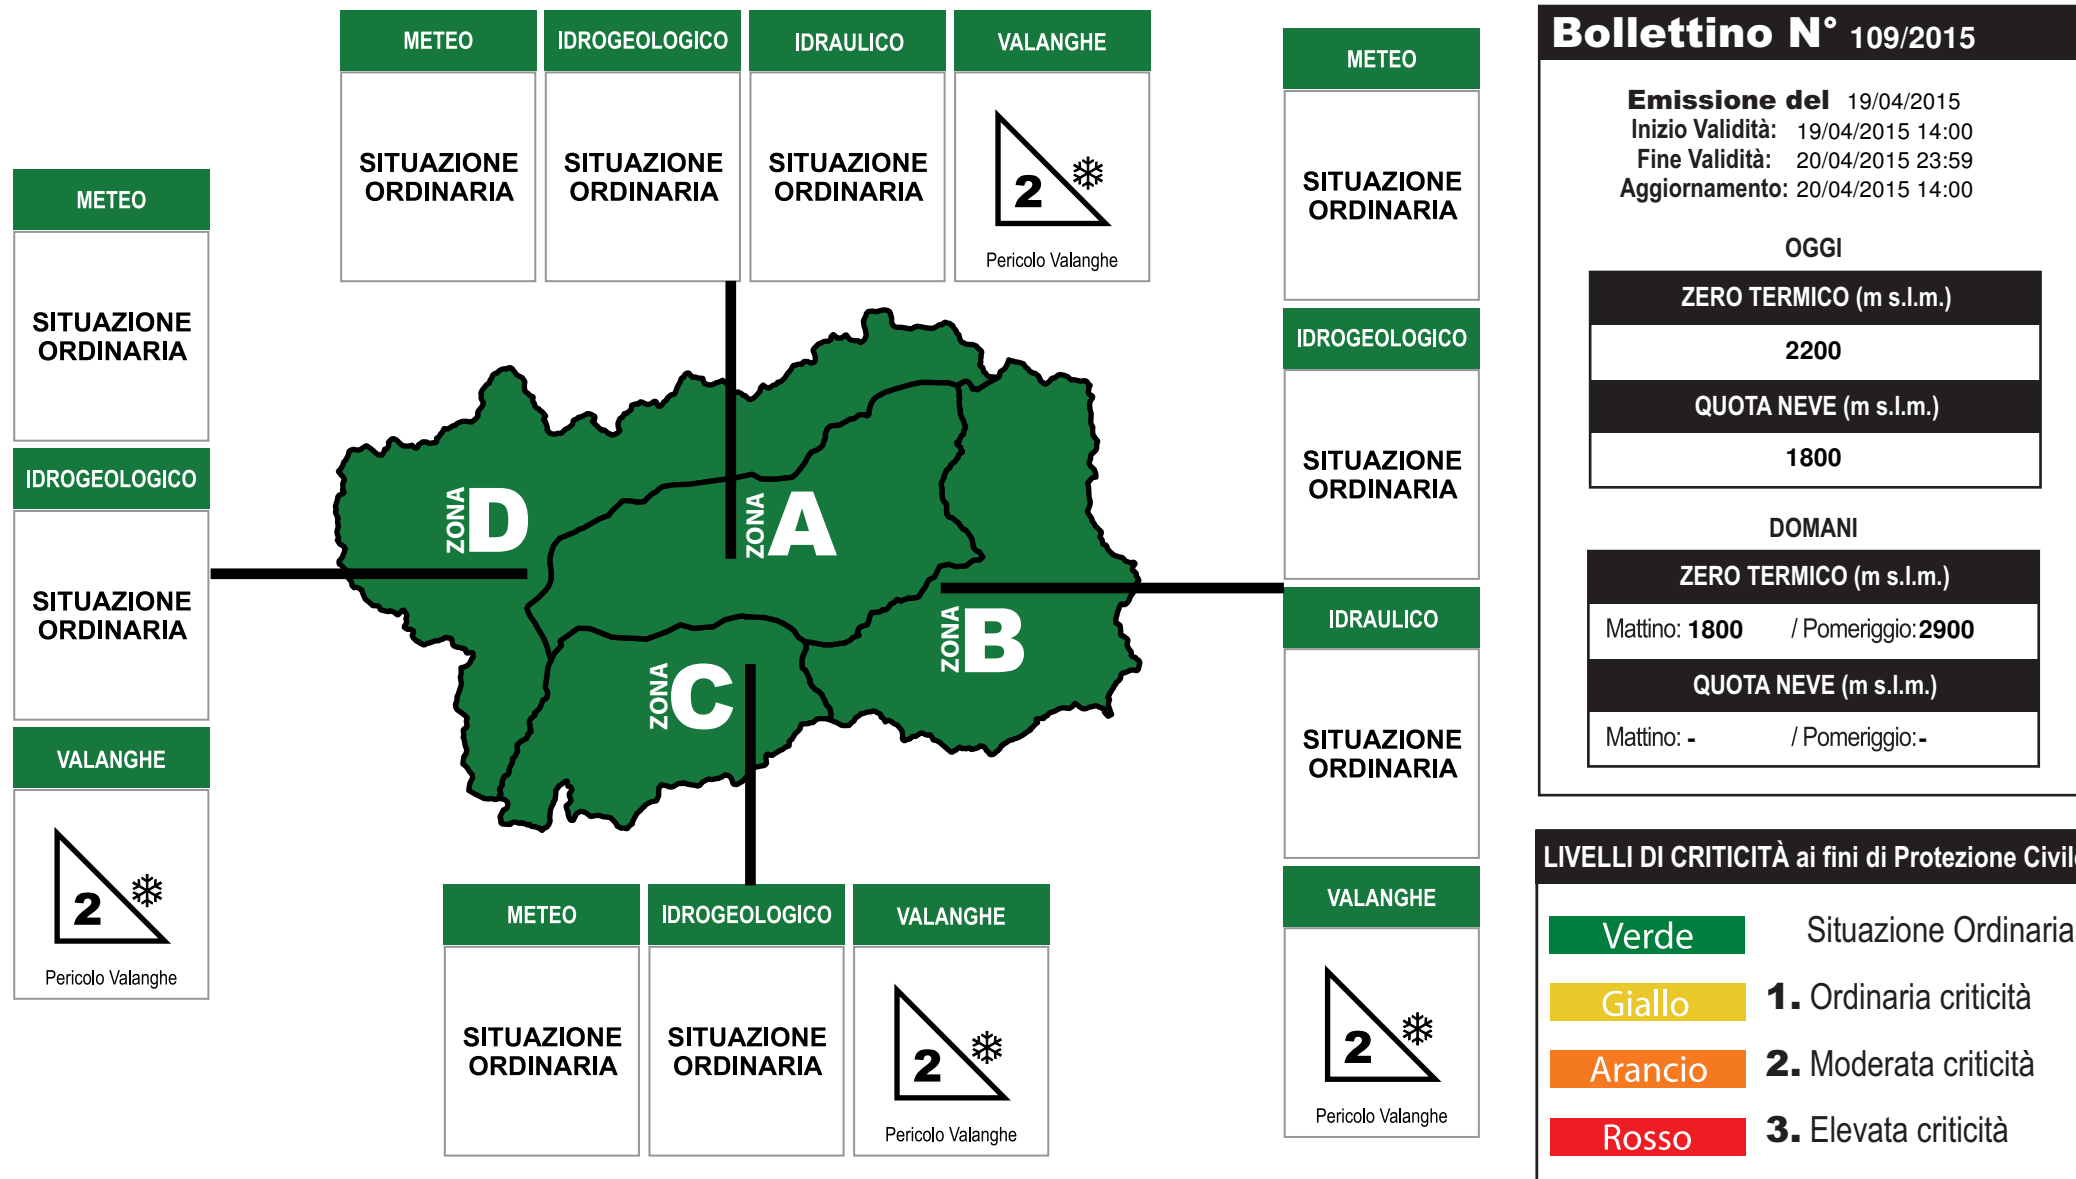 METEO
IDROGEOLOGICO
IDRAULICO
VALANGHE
SITUAZIONE
ORDINARIA
SITUAZIONE
ORDINARIA
SITUAZIONE
ORDINARIA
2
Pericolo Valanghe
METEO
SITUAZIONE
ORDINARIA
IDROGEOLOGICO
SITUAZIONE
ORDINARIA
VALANGHE
2
Pericolo Valanghe
ZONA D
ZONA A
ZONA B
ZONA C
METEO
SITUAZIONE
ORDINARIA
IDROGEOLOGICO
SITUAZIONE
ORDINARIA
IDRAULICO
SITUAZIONE
ORDINARIA
VALANGHE
2
Pericolo Valanghe
METEO
IDROGEOLOGICO
VALANGHE
SITUAZIONE
ORDINARIA
SITUAZIONE
ORDINARIA
2
Pericolo Valanghe
Bollettino N° 109/2015
Emissione del 19/04/2015
Inizio Validità: 19/04/2015 14:00
Fine Validità: 20/04/2015 23:59
Aggiornamento: 20/04/2015 14:00
OGGI
ZERO TERMICO (m s.l.m.)
2200
QUOTA NEVE (m s.l.m.)
1800
DOMANI
ZERO TERMICO (m s.l.m.)
Mattino: 1800 / Pomeriggio: 2900
QUOTA NEVE (m s.l.m.)
Mattino: - / Pomeriggio: -
LIVELLI DI CRITICITÀ ai fini di Protezione Civil
Verde Situazione Ordinaria
Giallo 1. Ordinaria criticità
Arancio 2. Moderata criticità
Rosso 3. Elevata criticità